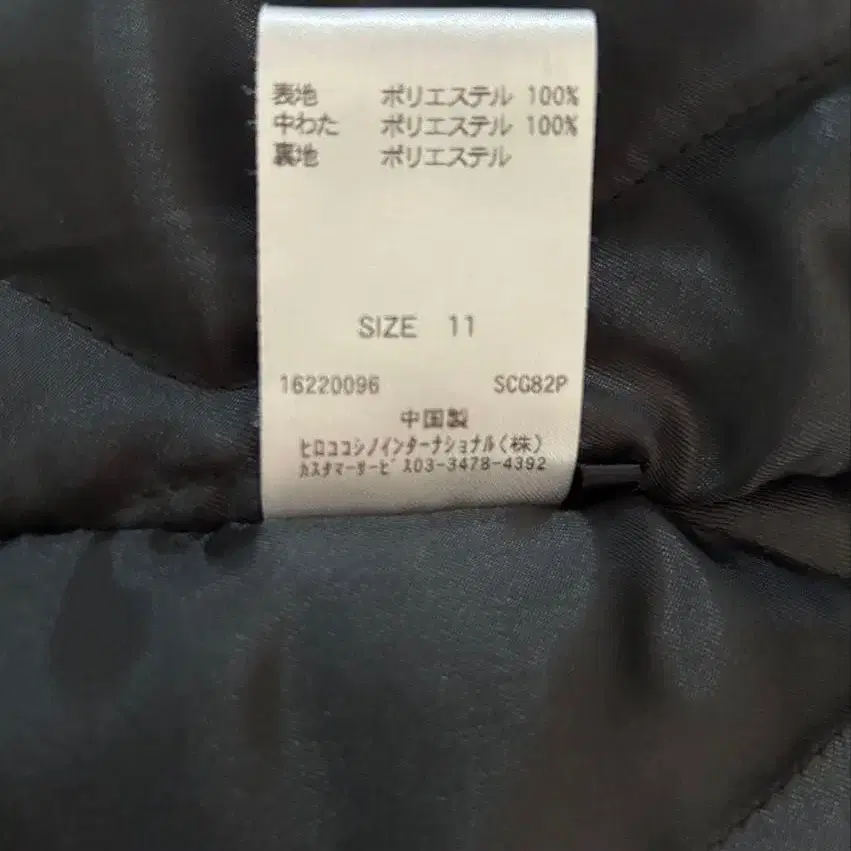 表地 ポリエステル 100%
中わた ポリエステル 100%
裏地 ポリエステル
SIZE 11
16220096 SCG82P
中国製
ヒロココシノインターナショナル(株)
カスタマーサービス03-3478-4392